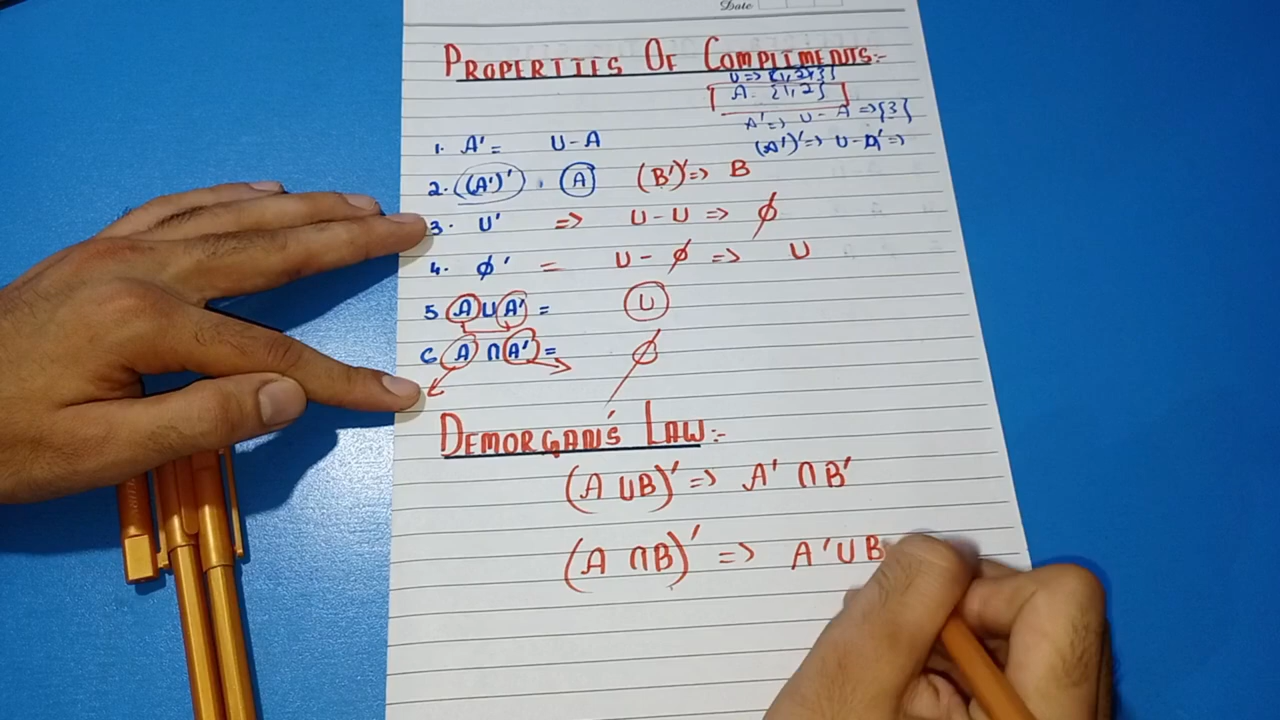 Date
PROPERTIES OF COMPLIMENTS:-
U => {1,2,3}
A = {1,2}
A' => U - A => {3}
(A')' => U - A' =>
1. A' = U - A
2. ((A')') . A (B')' => B
3. U' => U - U => ϕ
4. ϕ' = U - ϕ => U
5 A U A' = U
6 A ∩ A' = ϕ
DEMORGAN'S LAW:-
(A U B)' => A' ∩ B'
(A ∩ B)' => A' U B